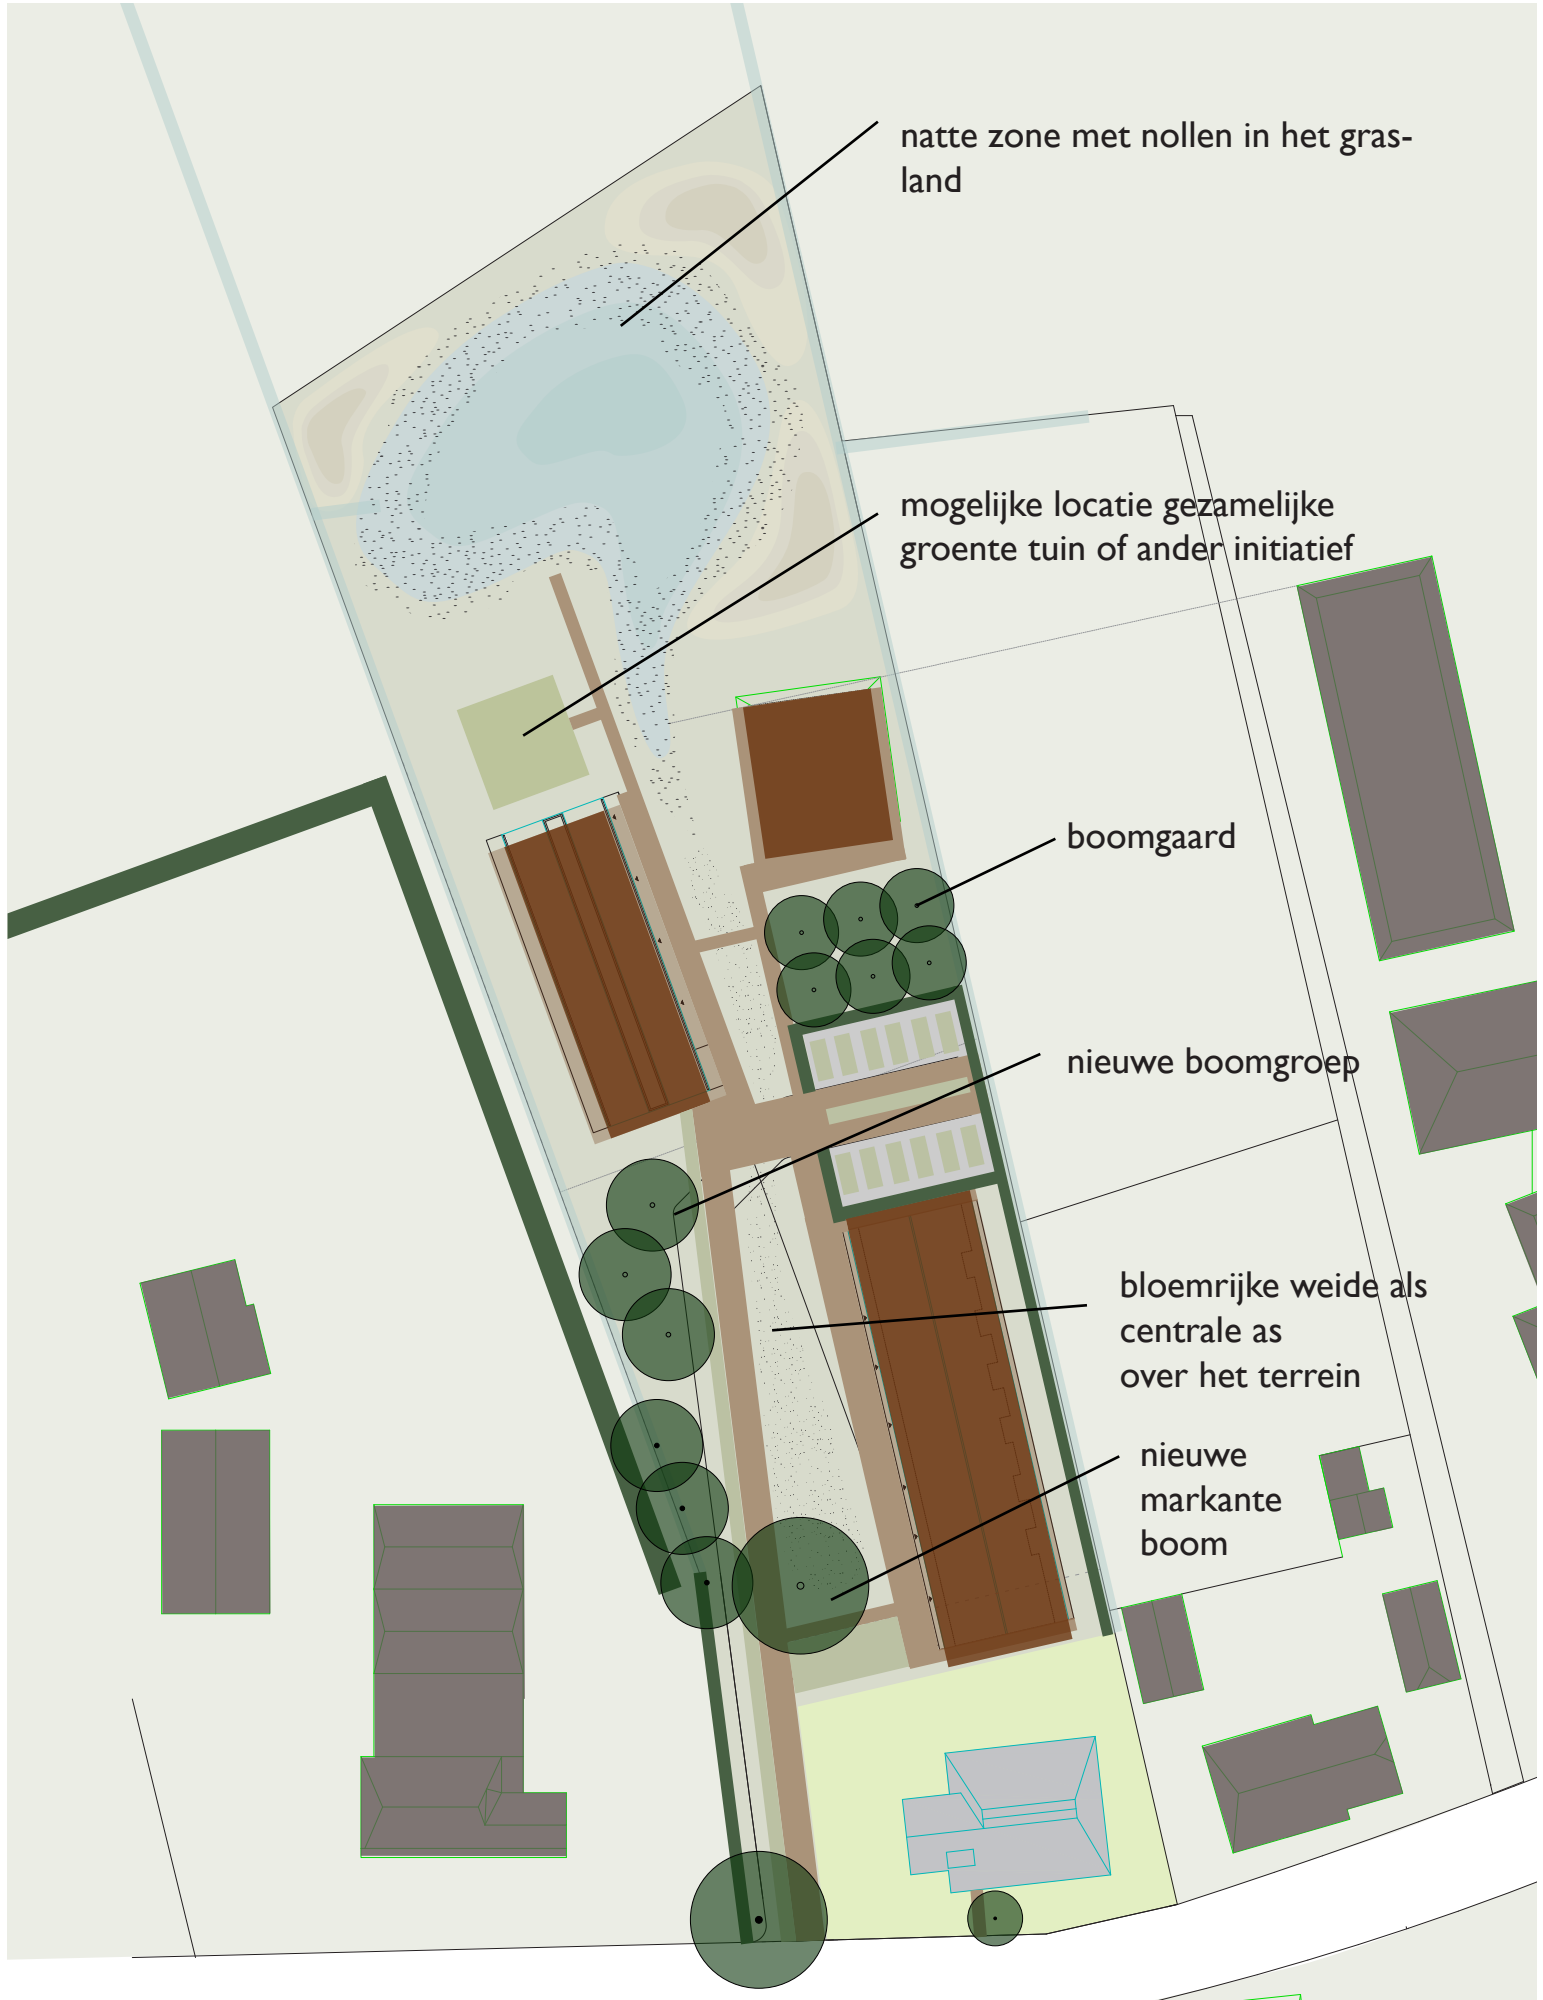 natte zone met nollen in het gras-
land
mogelijke locatie gezamelijke
groente tuin of ander initiatief
boomgaard
nieuwe boomgroep
bloemrijke weide als
centrale as
over het terrein
nieuwe
markante
boom